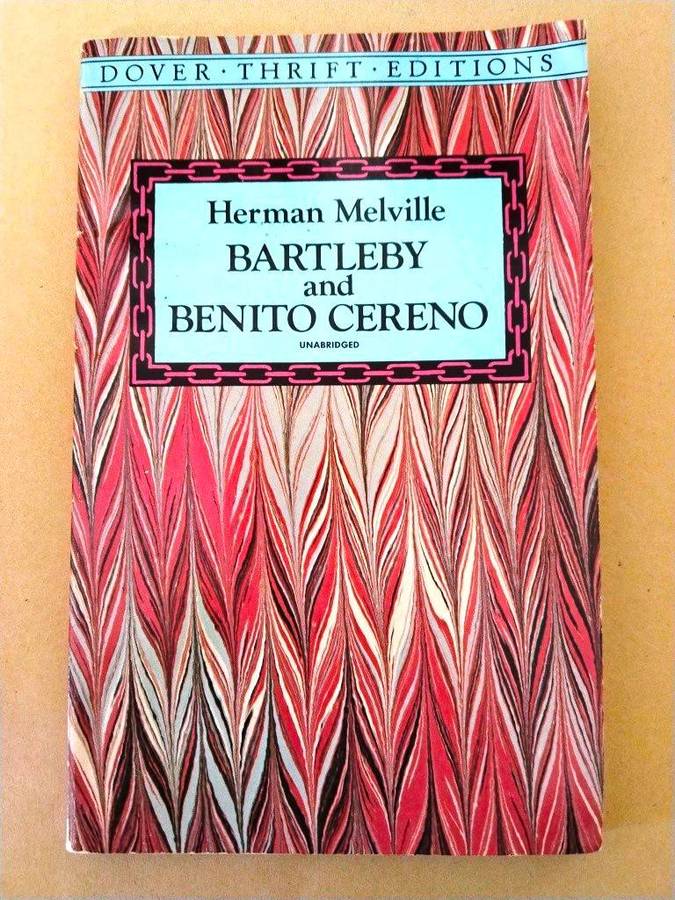 DOVER · THRIFT · EDITIONS
Herman Melville
BARTLEBY
and
BENITO CERENO
UNABRIDGED